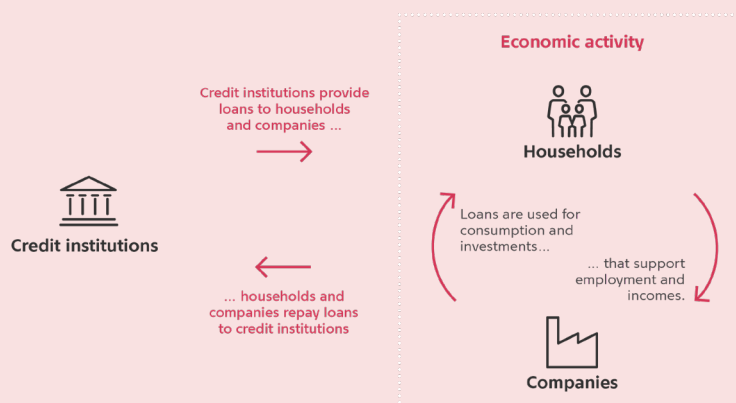 Economic activity
Credit institutions provide
loans to households
and companies ...
Households
Credit institutions
Loans are used for
consumption and
investments...
... that support
employment and
incomes.
... households and
companies repay loans
to credit institutions
Companies